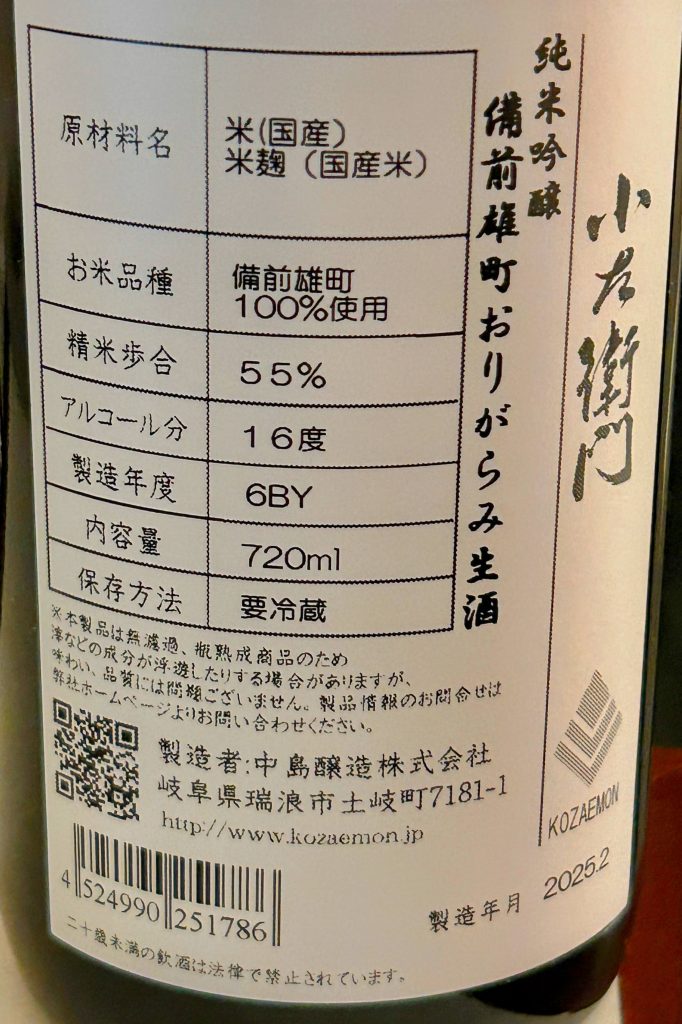 小左衛門
純米吟醸
備前雄町おりがらみ生酒
原材料名
米(国産)
米麹（国産米）
お米品種
備前雄町
100%使用
精米歩合
55%
アルコール分
16度
製造年度
6BY
内容量
720ml
保存方法
要冷蔵
※本製品は無濾過、瓶熟成商品のため
滓などの成分が浮遊したりする場合がありますが、
味わい、品質には問題ございません。製品情報のお問合せは
弊社ホームページよりお問い合わせください。
製造者:中島醸造株式会社
岐阜県瑞浪市土岐町7181-1
http://www.kozaemon.jp
KOZAEMON
4 524990 251786
製造年月 2025.2
二十歳未満の飲酒は法律で禁止されています。